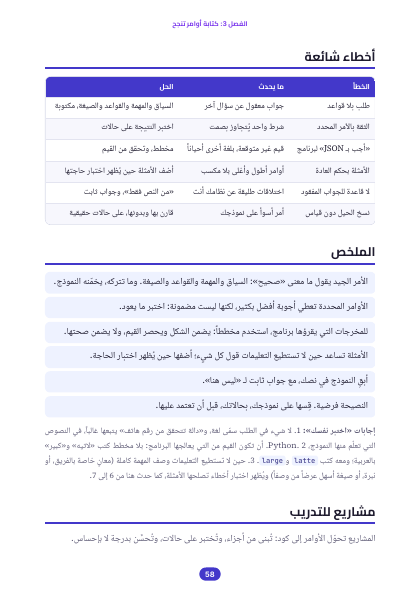 الفصل 3: كتابة أوامر تنجح
أخطاء شائعة
الخطأ ما يحدث الحل
طلب بلا قواعد جواب معقول عن سؤال آخر السياق والمهمة والقواعد والصيغة، مكتوبة
الثقة بالأمر المحدد شرط واحد يُتجاوز بصمت اختبر النتيجة على حالات
«أجب بـ JSON» لبرنامج قيم غير متوقعة، بلغة أخرى أحياناً مخطط، وتحقق من القيم
الأمثلة بحكم العادة أوامر أطول وأغلى بلا مكسب أضف الأمثلة حين يُظهر اختبار حاجتها
لا قاعدة للجواب المفقود اختلافات طليقة عن نظامك أنت «من النص فقط»، وجواب ثابت
نسخ الحيل دون قياس أمر أسوأ على نموذجك قارن بها وبدونها، على حالات حقيقية
الملخص
الأمر الجيد يقول ما معنى «صحيح»: السياق والمهمة والقواعد والصيغة. وما تتركه، يخمّنه النموذج.
الأوامر المحددة تعطي أجوبة أفضل بكثير، لكنها ليست مضمونة: اختبر ما يعود.
للمخرجات التي يقرؤها برنامج، استخدم مخططاً: يضمن الشكل ويحصر القيم، ولا يضمن صحتها.
الأمثلة تساعد حين لا تستطيع التعليمات قول كل شيء؛ أضفها حين يُظهر اختبار الحاجة.
أبقِ النموذج في نصك، مع جواب ثابت لـ «ليس هنا».
النصيحة فرضية. قِسها على نموذجك، بحالاتك، قبل أن تعتمد عليها.
إجابات «اختبر نفسك»: 1. لا شيء في الطلب سمّى لغة، و«دالة تتحقق من رقم هاتف» يتبعها غالباً، في النصوص
التي تعلّم منها النموذج، Python. 2. أن تكون القيم من التي يعالجها البرنامج: بلا مخطط كتب «لاتيه» و«كبير»
بالعربية؛ ومعه كتب latte و large. 3. حين لا تستطيع التعليمات وصف المهمة كاملة (معانٍ خاصة بالفريق، أو
نبرة، أو صيغة أسهل عرضاً من وصفاً) ويُظهر اختبار أخطاء تصلحها الأمثلة، كما حدث هنا من 6 إلى 7.
مشاريع للتدريب
المشاريع تحوّل الأوامر إلى كود: تُبنى من أجزاء، وتُختبر على حالات، وتُحسَّن بدرجة لا بإحساس.
58